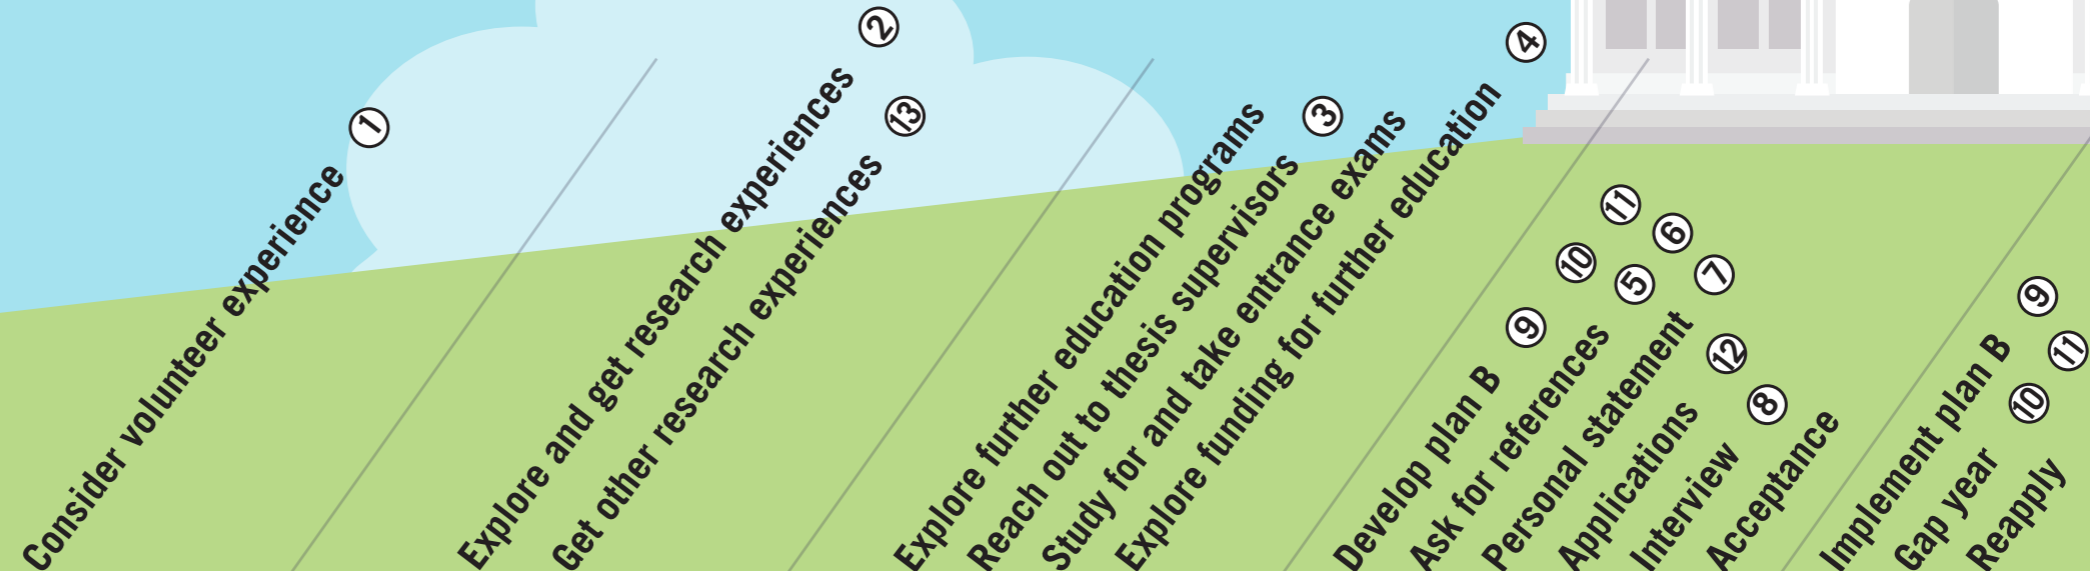 Consider volunteer experience 1
Explore and get research experiences 2
Get other research experiences 13
Explore further education programs
Reach out to thesis supervisors 3
Study for and take entrance exams
Explore funding for further education 4
Develop plan B 9 10 11
Ask for references 5 6
Personal statement 7
Applications 12
Interview 8
Acceptance
Implement plan B 9
Gap year 10 11
Reapply